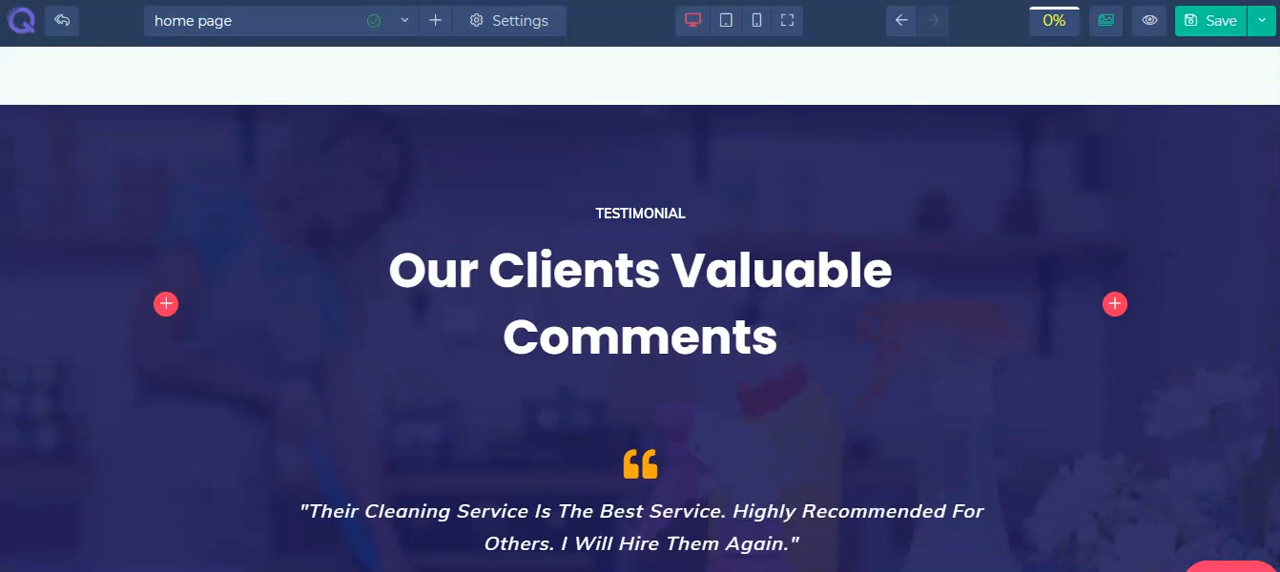 home page
Settings
0%
Save
TESTIMONIAL
Our Clients Valuable
Comments
"Their Cleaning Service Is The Best Service. Highly Recommended For
Others. I Will Hire Them Again."